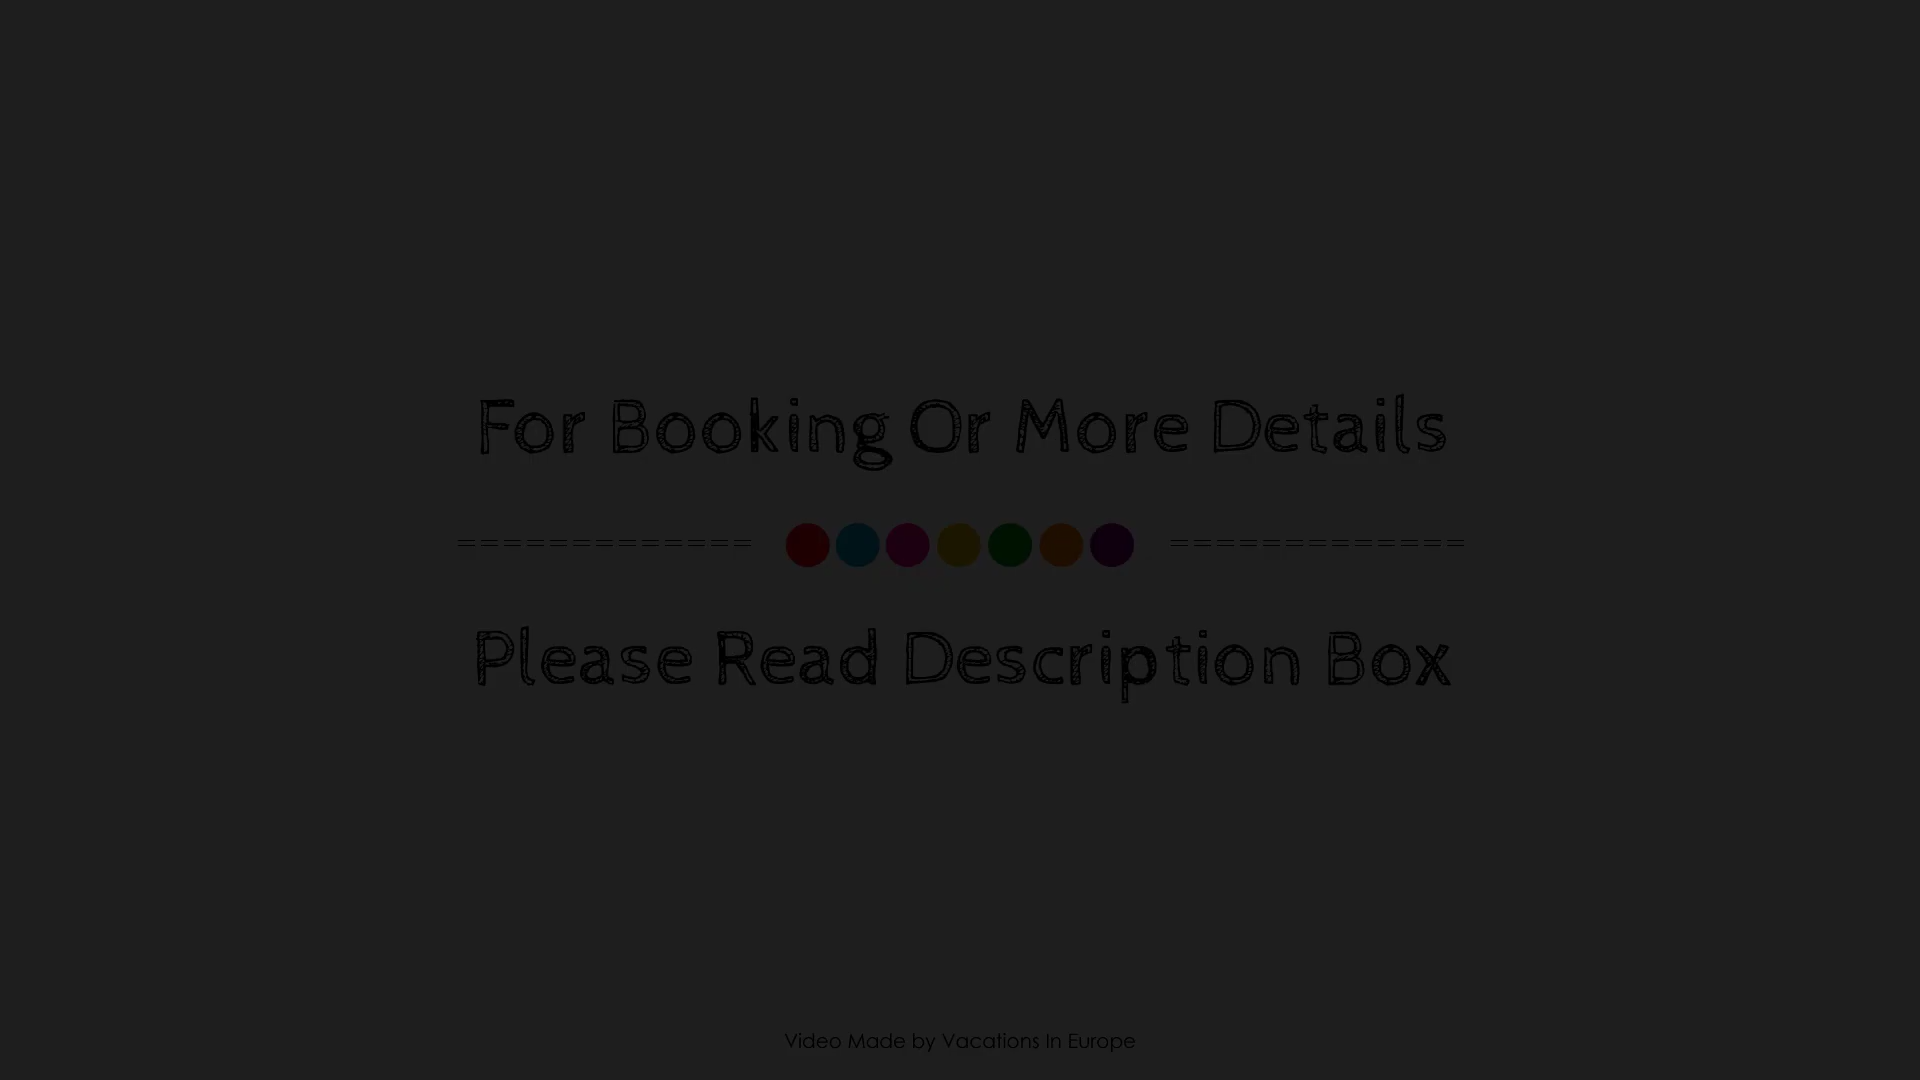 For Booking Or More Details
============= =============
Please Read Description Box
Video Made by Vacations In Europe